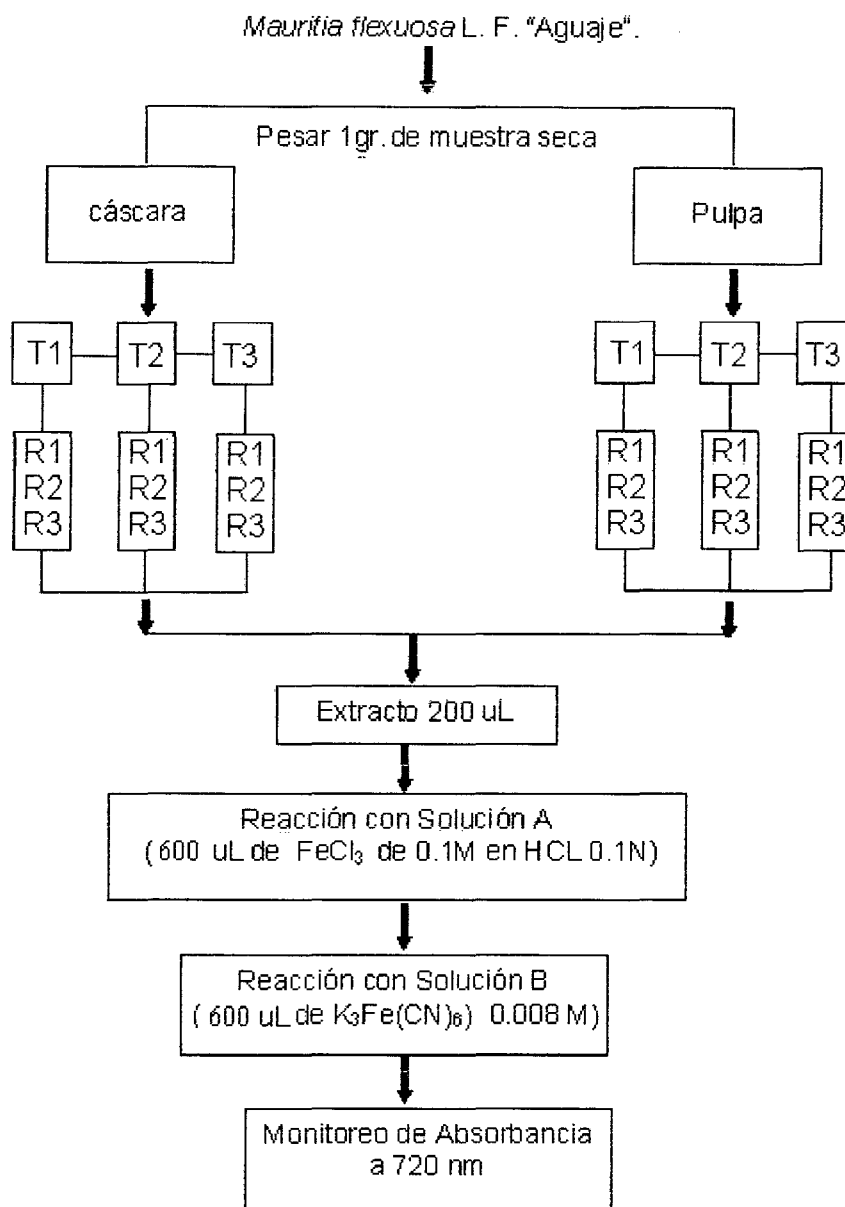 Mauritia flexuosa L. F. "Aguaje".
Pesar 1gr. de muestra seca
cáscara
Pulpa
T1 T2 T3
T1 T2 T3
R1 R1 R1
R2 R2 R2
R3 R3 R3
R1 R1 R1
R2 R2 R2
R3 R3 R3
Extracto 200 uL
Reacción con Solución A
( 600 uL de FeCl₃ de 0.1M en HCL 0.1N)
Reacción con Solución B
( 600 uL de K₃Fe(CN)₆) 0.008 M)
Monitoreo de Absorbancia
a 720 nm